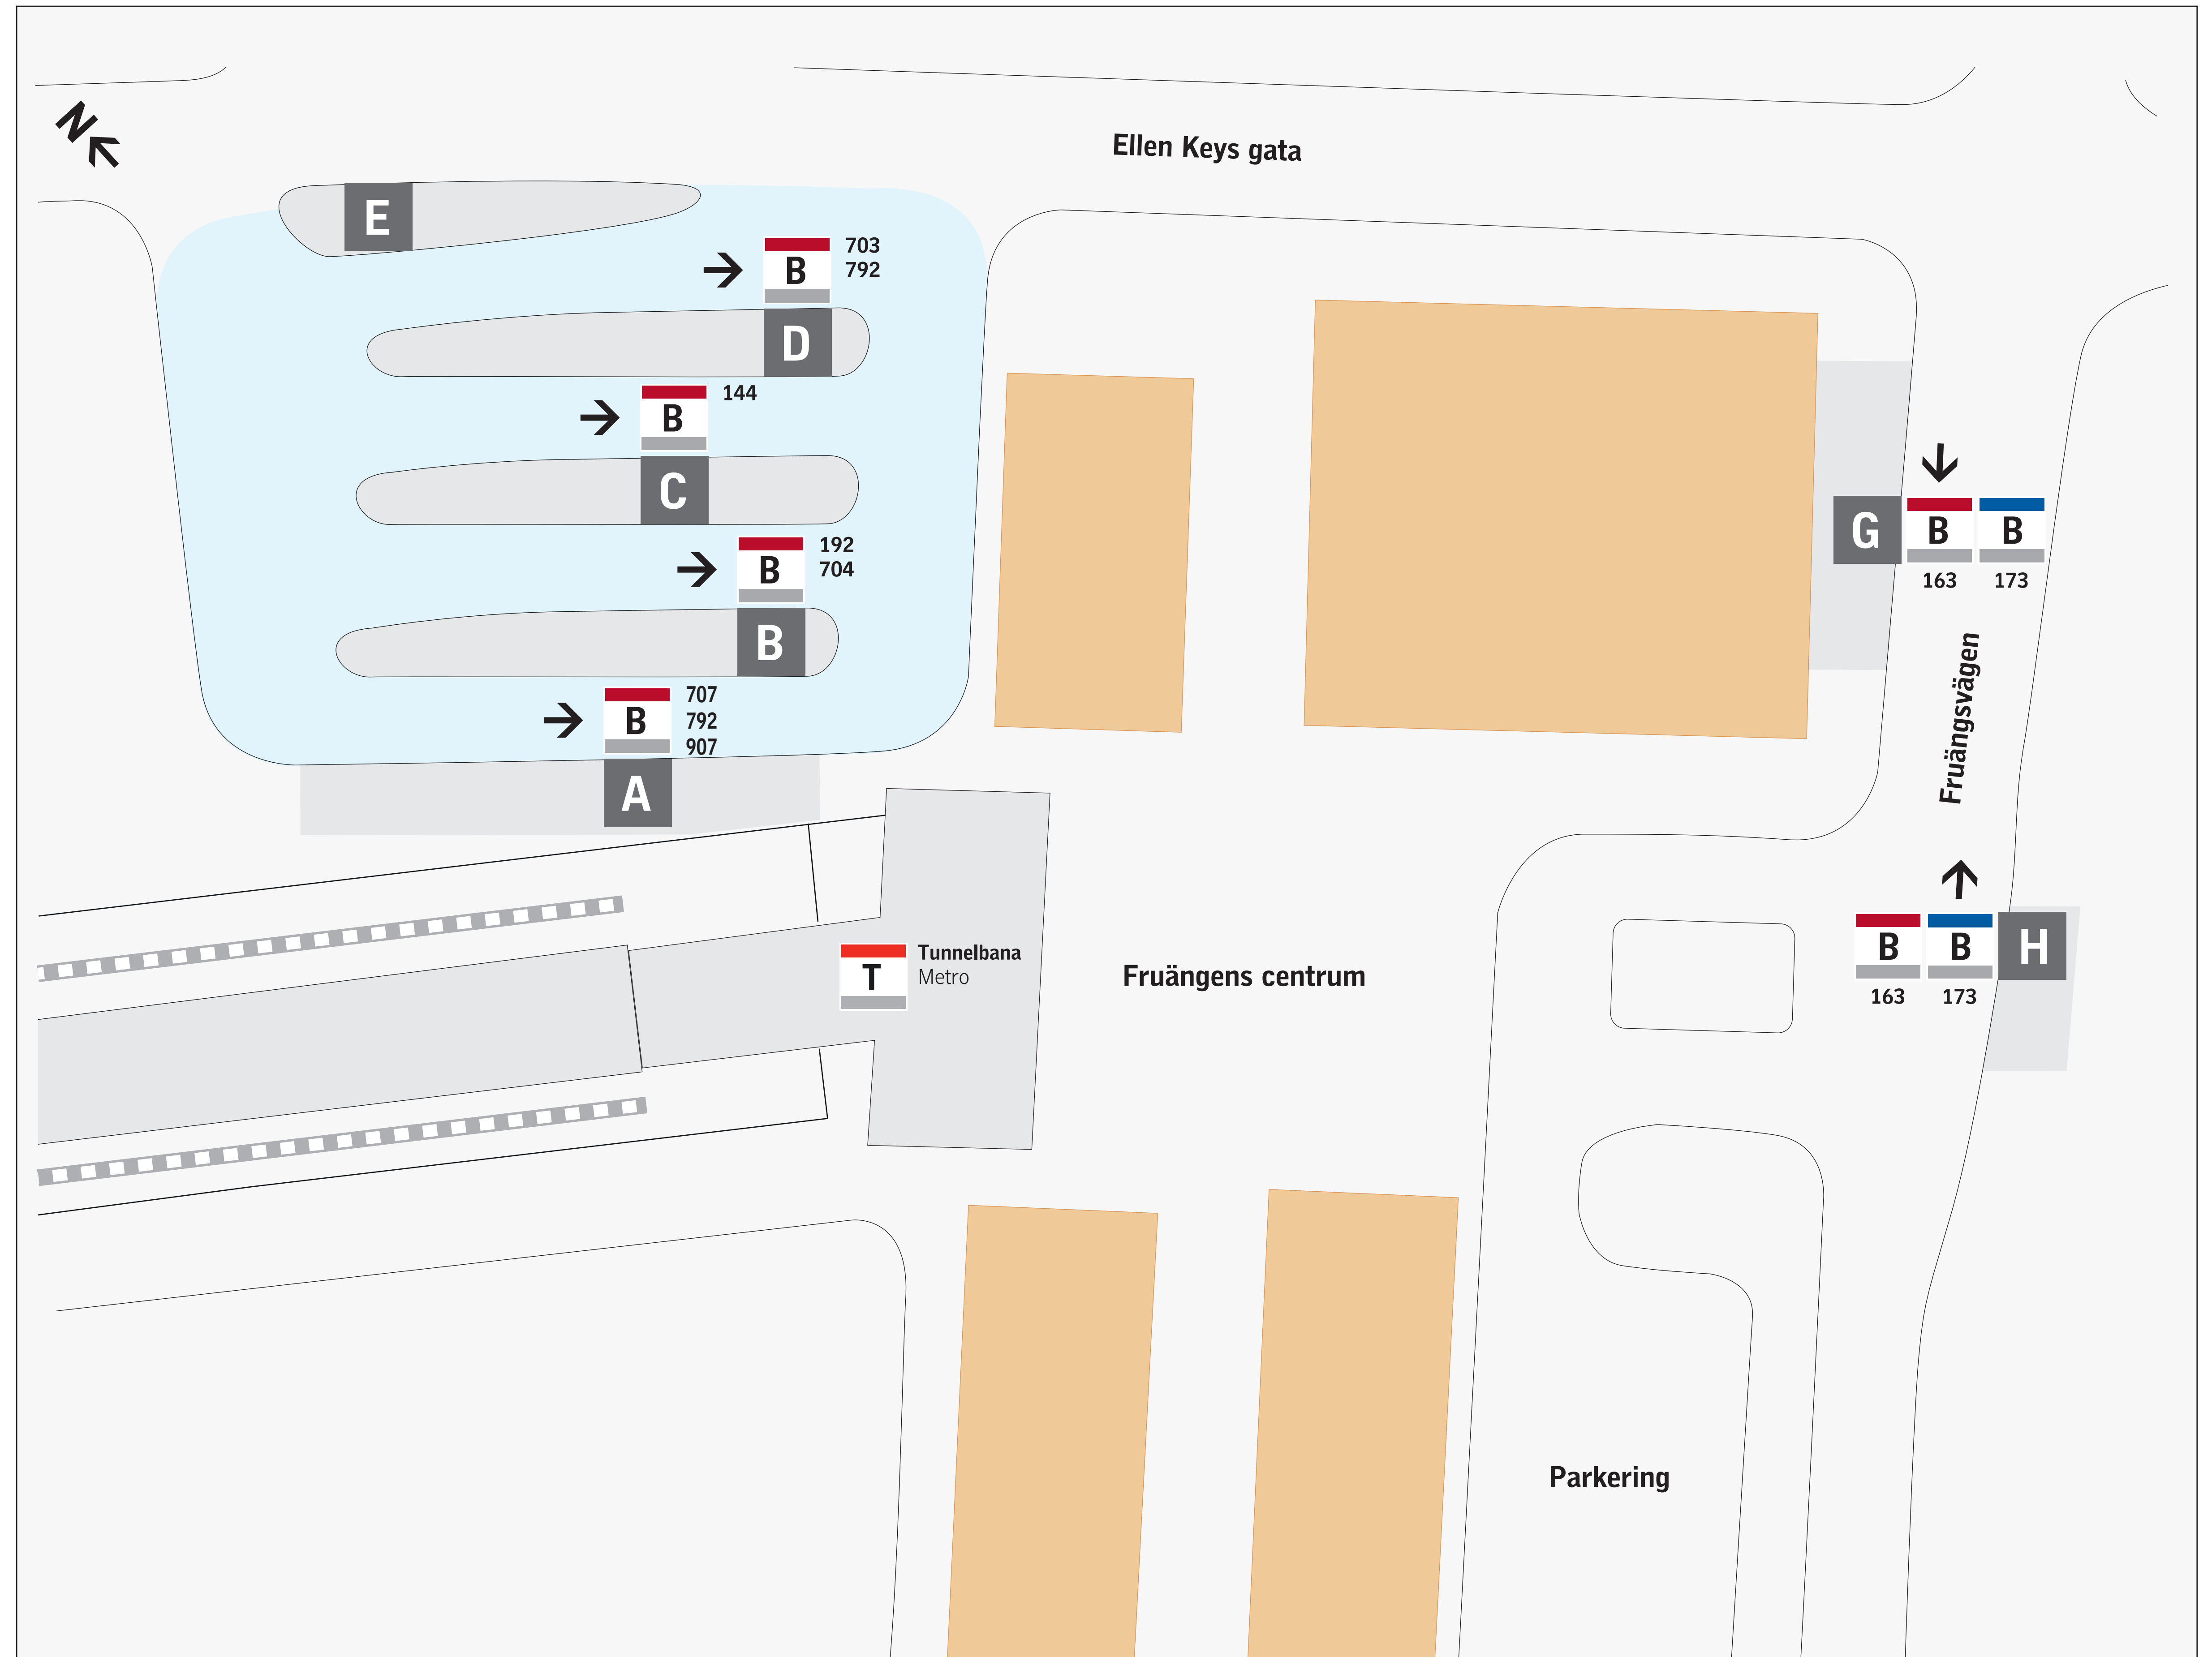 N
Ellen Keys gata
E
B
703
792
D
B
144
C
B
192
704
B
B
707
792
907
A
G
B
B
163
173
Fruängsvägen
B
B
H
163
173
T
Tunnelbana
Metro
Fruängens centrum
Parkering